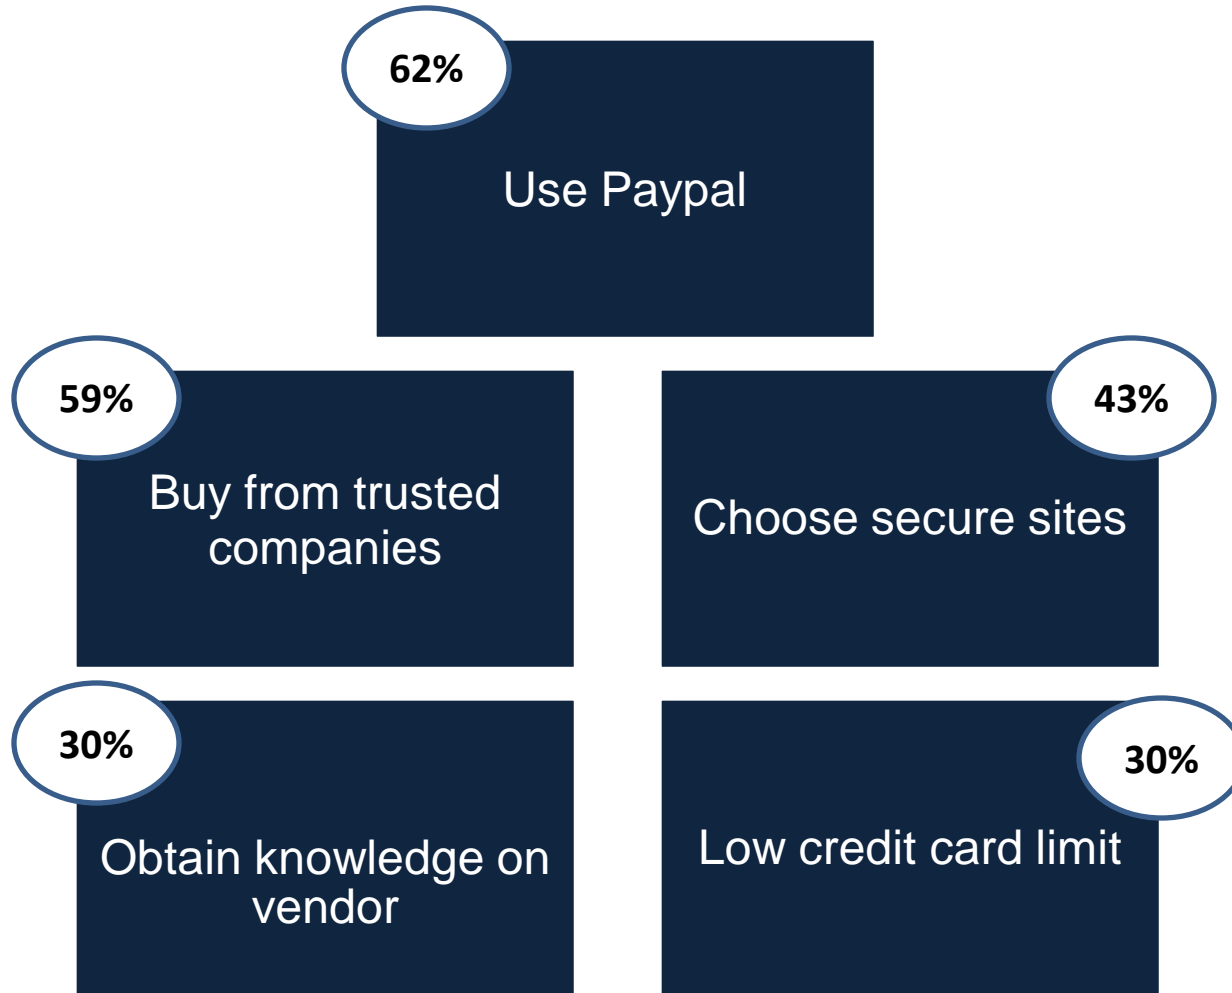 62%
Use Paypal
59%
Buy from trusted
companies
43%
Choose secure sites
30%
Obtain knowledge on
vendor
30%
Low credit card limit